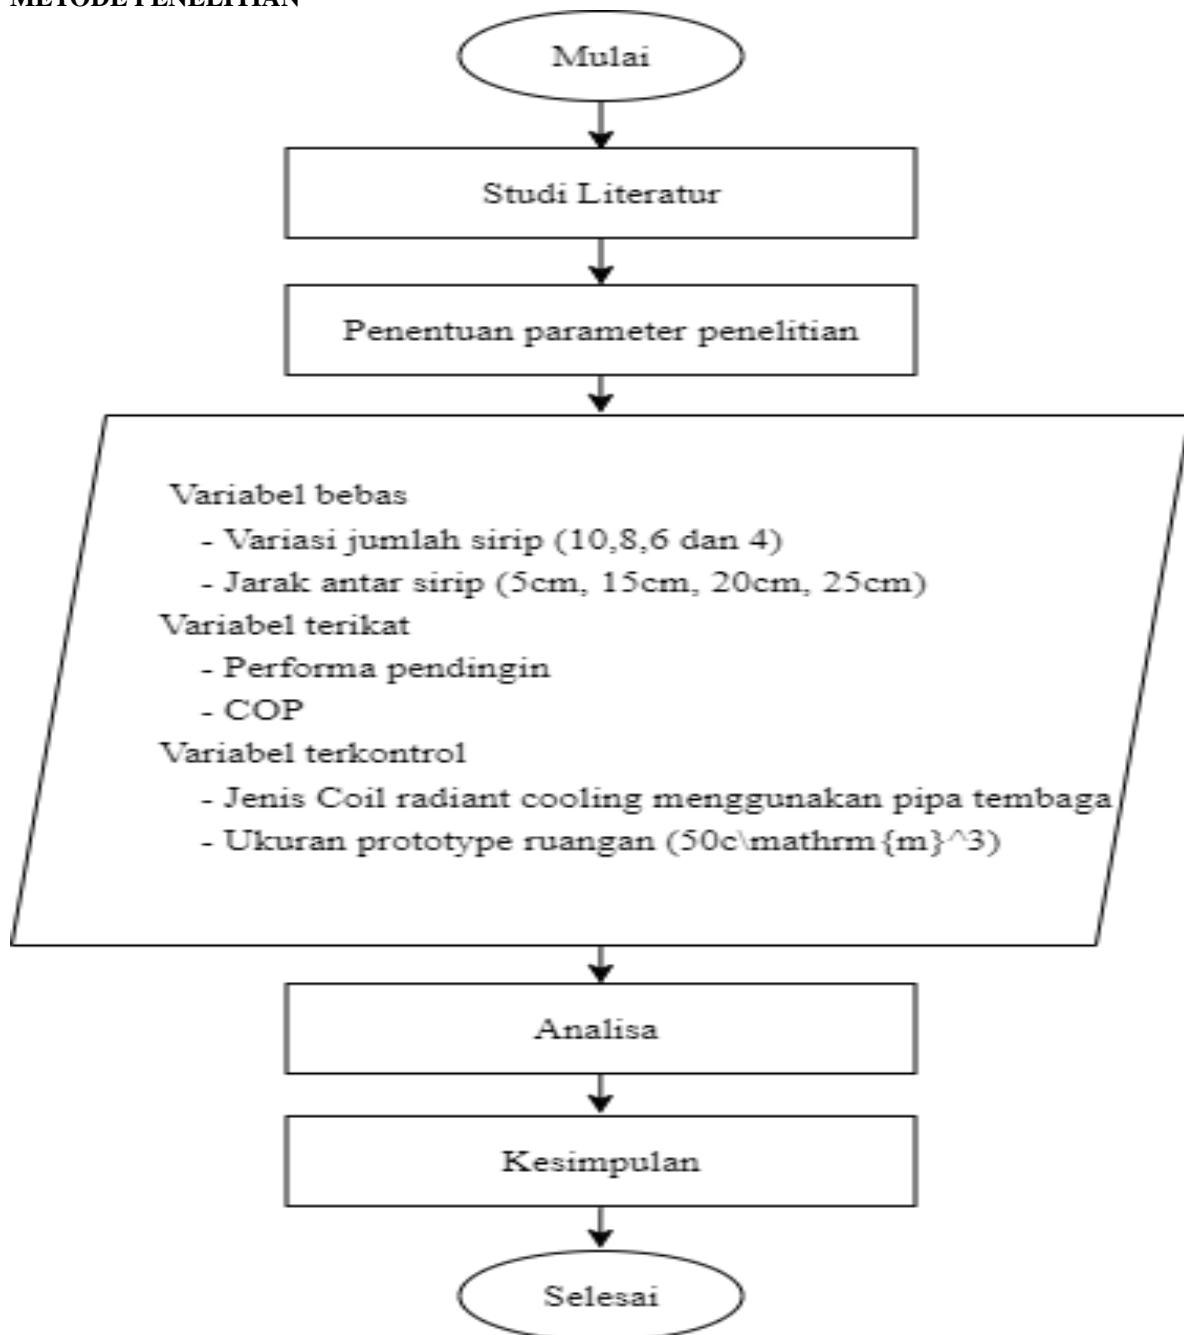 METODE PENELITIAN
Mulai
Studi Literatur
Penentuan parameter penelitian
Variabel bebas
- Variasi jumlah sirip (10,8,6 dan 4)
- Jarak antar sirip (5cm, 15cm, 20cm, 25cm)
Variabel terikat
- Performa pendingin
- COP
Variabel terkontrol
- Jenis Coil radiant cooling menggunakan pipa tembaga
- Ukuran prototype ruangan (50c\mathrm{m}^3)
Analisa
Kesimpulan
Selesai